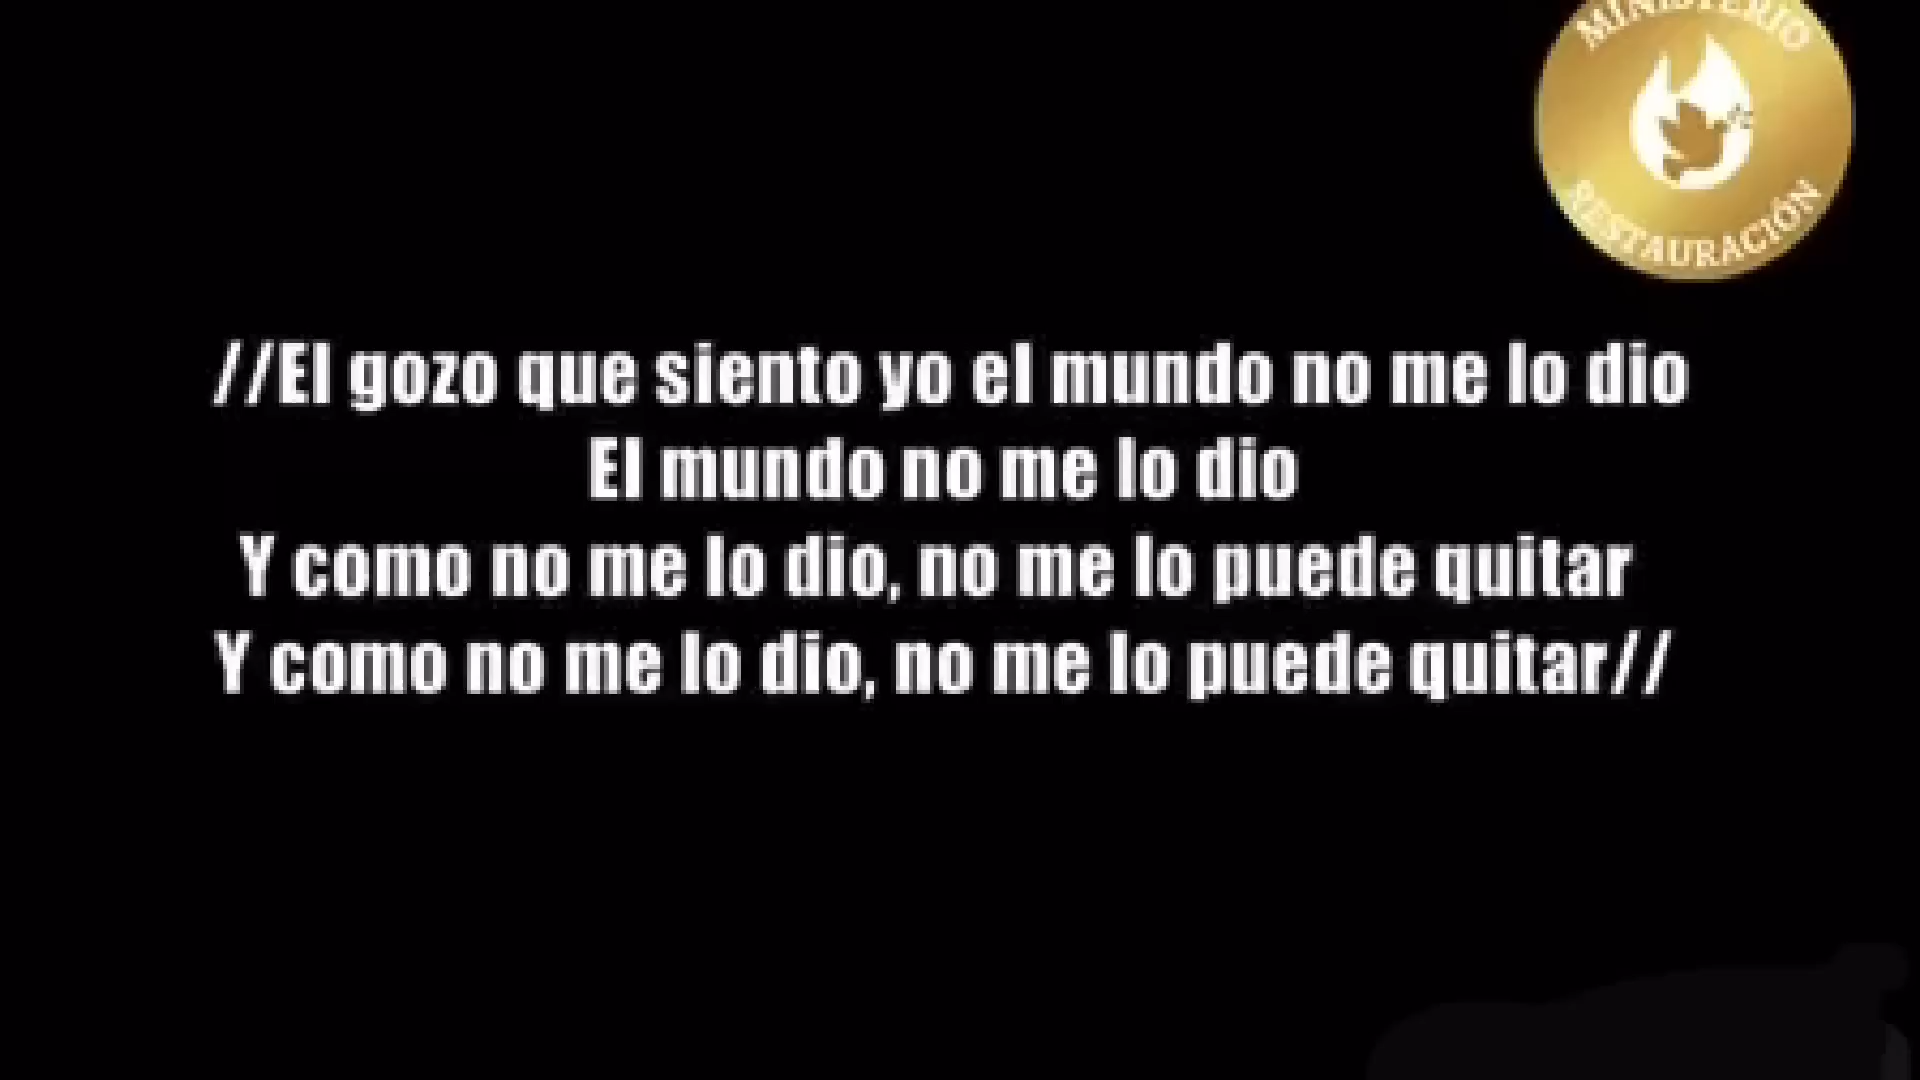 MINISTERIO
RESTAURACIÓN
//El gozo que siento yo el mundo no me lo dio
El mundo no me lo dio
Y como no me lo dio, no me lo puede quitar
Y como no me lo dio, no me lo puede quitar//